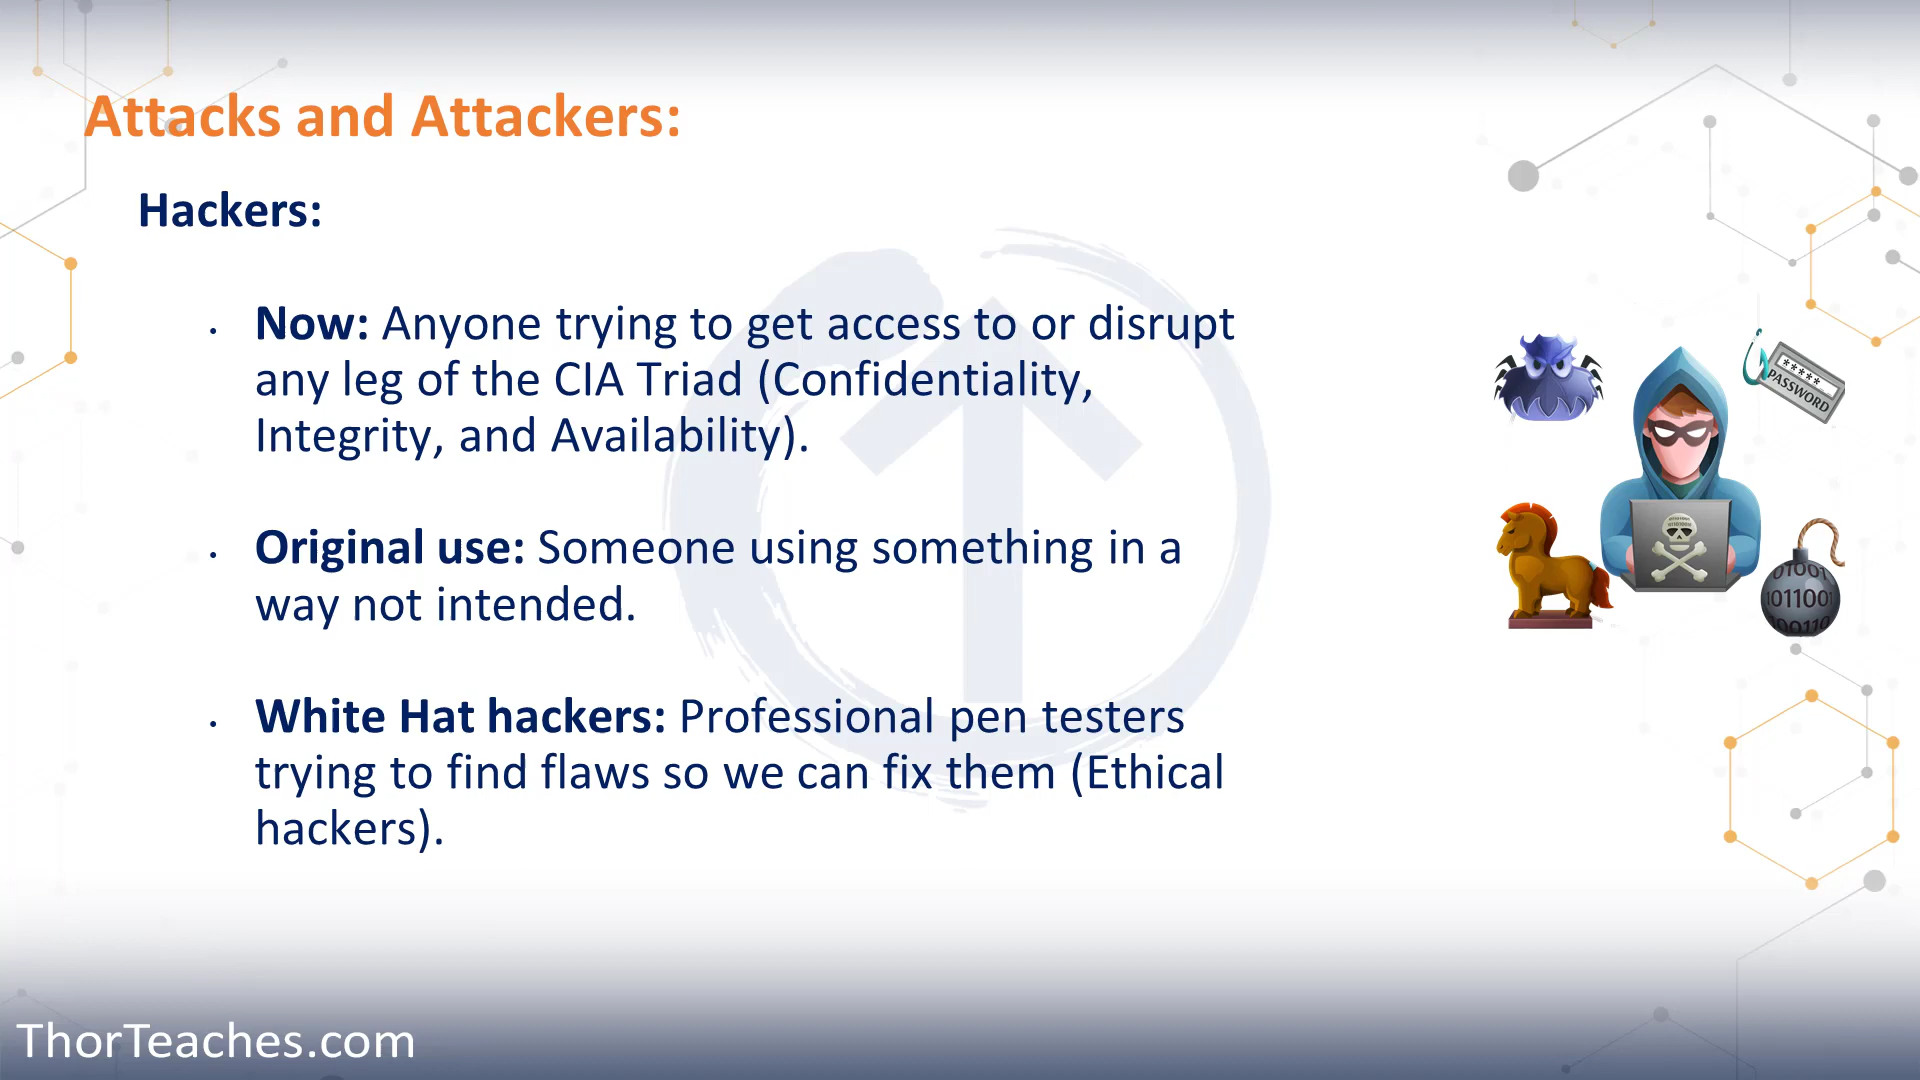 Attacks and Attackers:
Hackers:
• Now: Anyone trying to get access to or disrupt
any leg of the CIA Triad (Confidentiality,
Integrity, and Availability).
• Original use: Someone using something in a
way not intended.
• White Hat hackers: Professional pen testers
trying to find flaws so we can fix them (Ethical
hackers).
*****
PASSWORD
01001
101100
00110
ThorTeaches.com